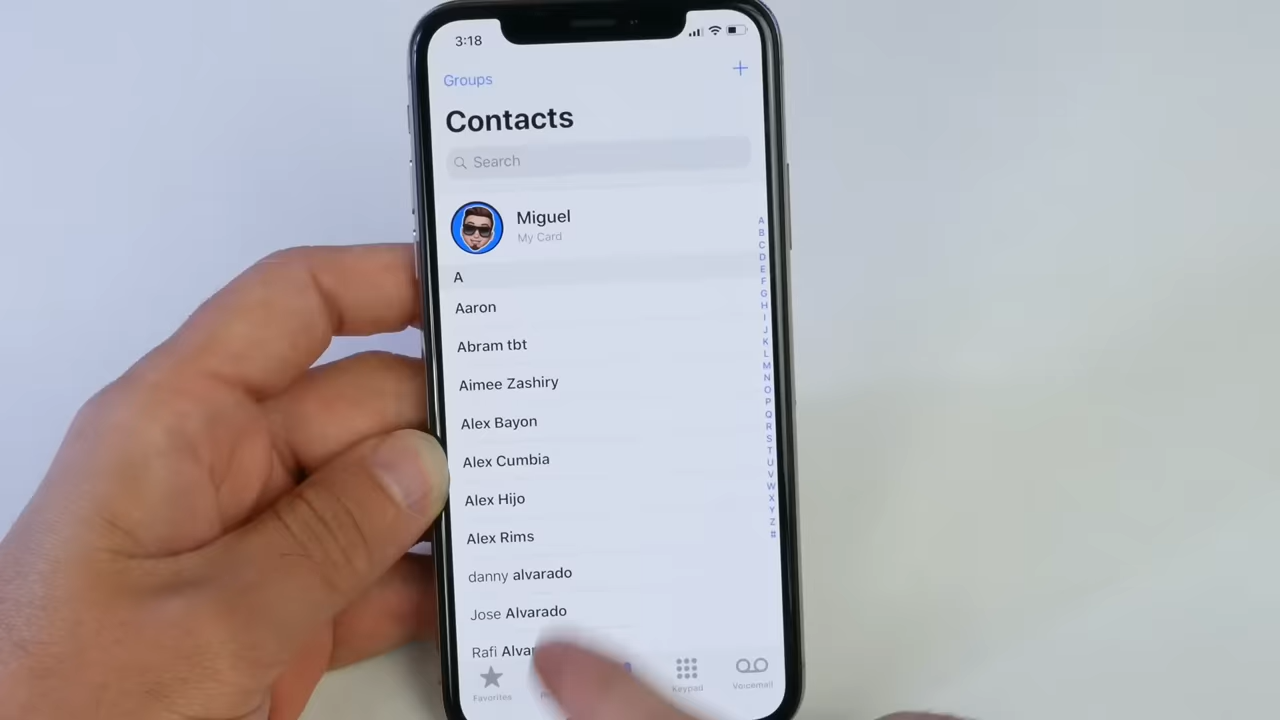 3:18
Groups
+
Contacts
Search
Miguel
My Card
A
Aaron
Abram tbt
Aimee Zashiry
Alex Bayon
Alex Cumbia
Alex Hijo
Alex Rims
danny alvarado
Jose Alvarado
Rafi
A
B
C
D
E
F
G
H
I
J
K
L
M
N
O
P
Q
R
S
T
U
V
W
X
Y
Z
#
Favorites
Keypad
Voicemail